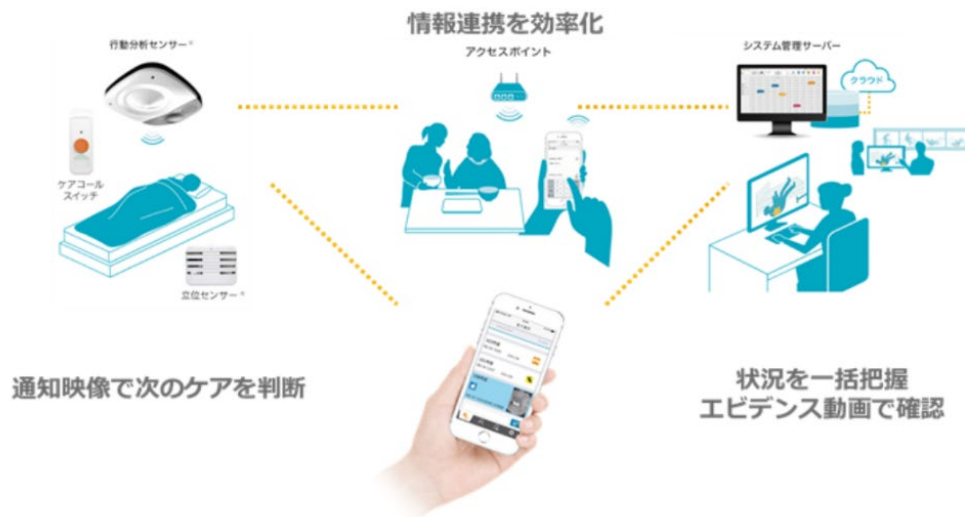 情報連携を効率化
行動分析センサー※
アクセスポイント
システム管理サーバー
クラウド
ケアコール
スイッチ
立位センサー※
通知映像で次のケアを判断
状況を一括把握
エビデンス動画で確認